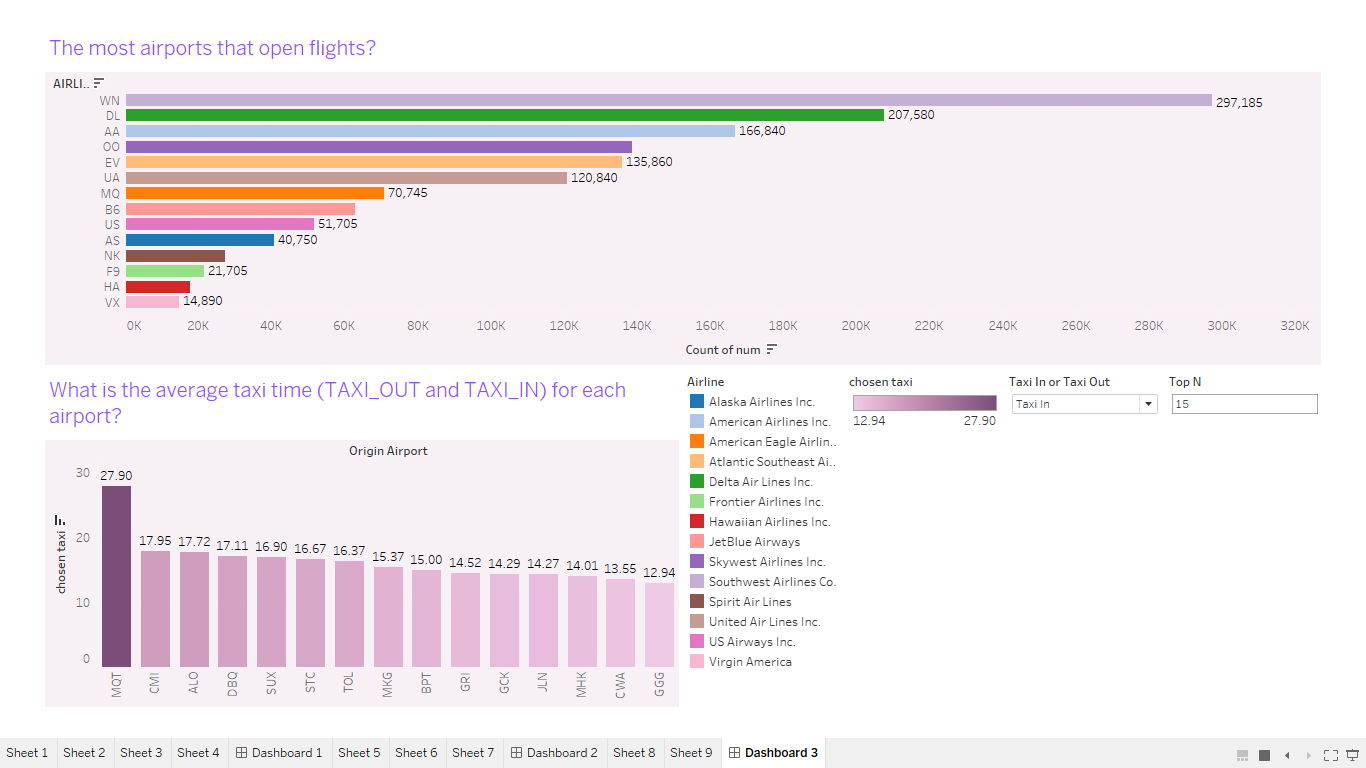 The most airports that open flights?
AIRLI..
WN 297,185
DL 207,580
AA 166,840
OO
EV 135,860
UA 120,840
MQ 70,745
B6
US 51,705
AS 40,750
NK
F9 21,705
HA
VX 14,890
0K 20K 40K 60K 80K 100K 120K 140K 160K 180K 200K 220K 240K 260K 280K 300K 320K
Count of num
What is the average taxi time (TAXI_OUT and TAXI_IN) for each
airport?
Origin Airport
chosen taxi
30
20
10
0
27.90 17.95 17.72 17.11 16.90 16.67 16.37 15.37 15.00 14.52 14.29 14.27 14.01 13.55 12.94
MQT CMI ALO DBQ SUX STC TOL MKG BPT GRI GCK JLN MHK CWA GGG
Airline
Alaska Airlines Inc.
American Airlines Inc.
American Eagle Airlin..
Atlantic Southeast Ai..
Delta Air Lines Inc.
Frontier Airlines Inc.
Hawaiian Airlines Inc.
JetBlue Airways
Skywest Airlines Inc.
Southwest Airlines Co.
Spirit Air Lines
United Air Lines Inc.
US Airways Inc.
Virgin America
chosen taxi
12.94 27.90
Taxi In or Taxi Out
Taxi In
Top N
15
Sheet 1 Sheet 2 Sheet 3 Sheet 4 Dashboard 1 Sheet 5 Sheet 6 Sheet 7 Dashboard 2 Sheet 8 Sheet 9 Dashboard 3